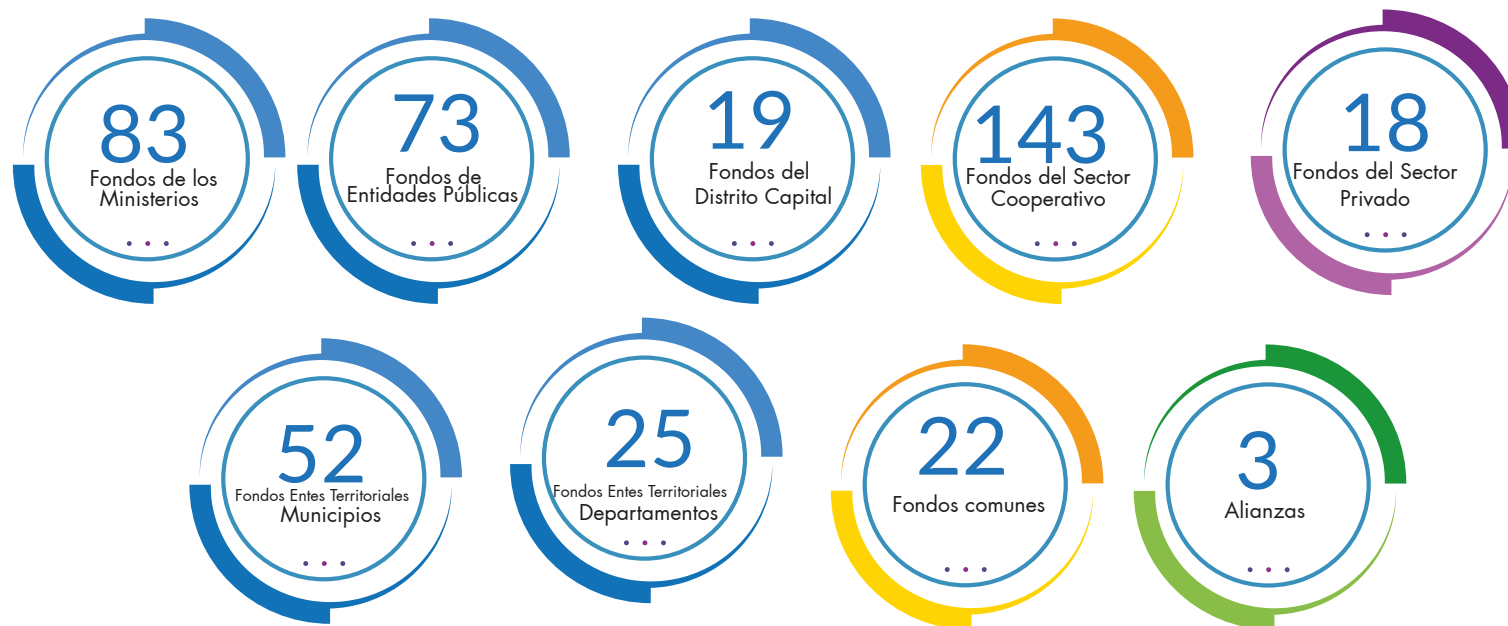 83
Fondos de los
Ministerios
73
Fondos de
Entidades Públicas
19
Fondos del
Distrito Capital
143
Fondos del Sector
Cooperativo
18
Fondos del Sector
Privado
52
Fondos Entes Territoriales
Municipios
25
Fondos Entes Territoriales
Departamentos
22
Fondos comunes
3
Alianzas